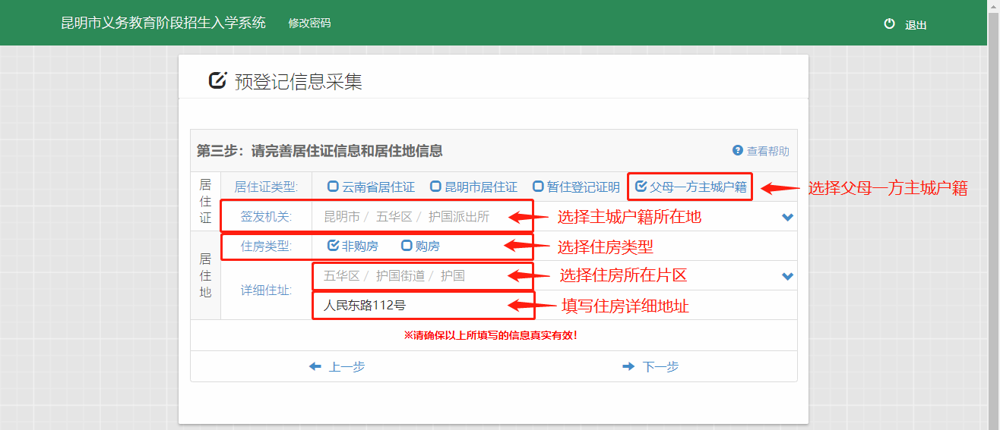 昆明市义务教育阶段招生入学系统 修改密码 退出
预登记信息采集
第三步：请完善居住证信息和居住地信息 查看帮助
居住证
居住证类型: 云南省居住证 昆明市居住证 暂住登记证明 父母一方主城户籍 选择父母一方主城户籍
签发机关: 昆明市 / 五华区 / 护国派出所 选择主城户籍所在地
居住地
住房类型: 非购房 购房 选择住房类型
详细住址: 五华区 / 护国街道 / 护国 选择住房所在片区
人民东路112号 填写住房详细地址
※请确保以上所填写的信息真实有效！
上一步 下一步